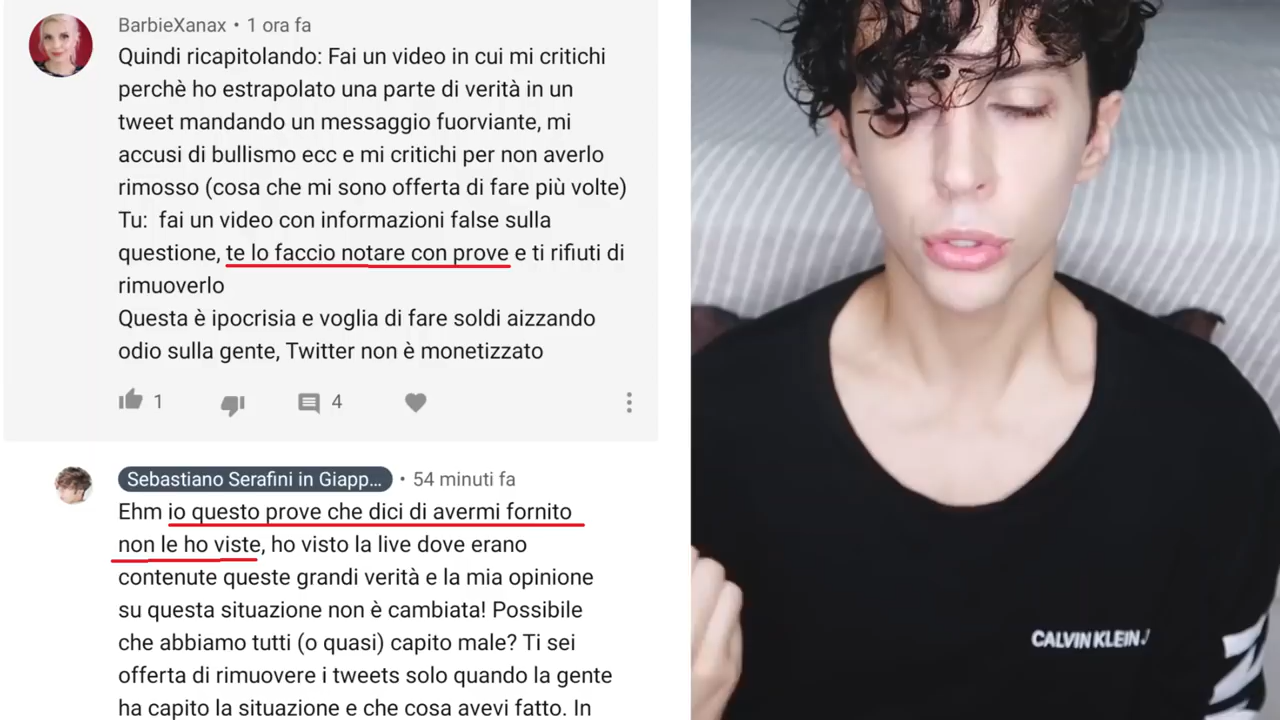 BarbieXanax • 1 ora fa
Quindi ricapitolando: Fai un video in cui mi critichi
perchè ho estrapolato una parte di verità in un
tweet mandando un messaggio fuorviante, mi
accusi di bullismo ecc e mi critichi per non averlo
rimosso (cosa che mi sono offerta di fare più volte)
Tu:  fai un video con informazioni false sulla
questione, te lo faccio notare con prove e ti rifiuti di
rimuoverlo
Questa è ipocrisia e voglia di fare soldi aizzando
odio sulla gente, Twitter non è monetizzato
1
4
Sebastiano Serafini in Giapp... • 54 minuti fa
Ehm io questo prove che dici di avermi fornito
non le ho viste, ho visto la live dove erano
contenute queste grandi verità e la mia opinione
su questa situazione non è cambiata! Possibile
che abbiamo tutti (o quasi) capito male? Ti sei
offerta di rimuovere i tweets solo quando la gente
ha capito la situazione e che cosa avevi fatto. In
CALVIN KLEIN J